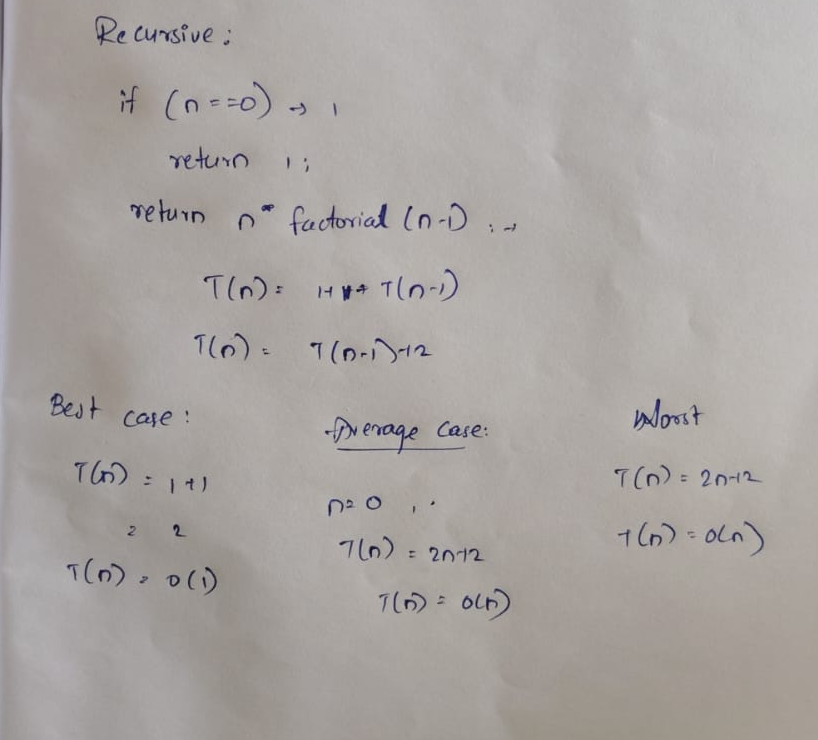 Recursive:
if (n==0) → 1
return 1;
return n* factorial (n-1) ; →
T(n) = 1+ T(n-1)
T(n) = T(n-1)+2
Best case:
T(n) = 1+1
= 2
T(n) = O(1)
Average Case:
n=0
T(n) = 2n+2
T(n) = O(n)
Worst
T(n) = 2n+2
T(n) = O(n)